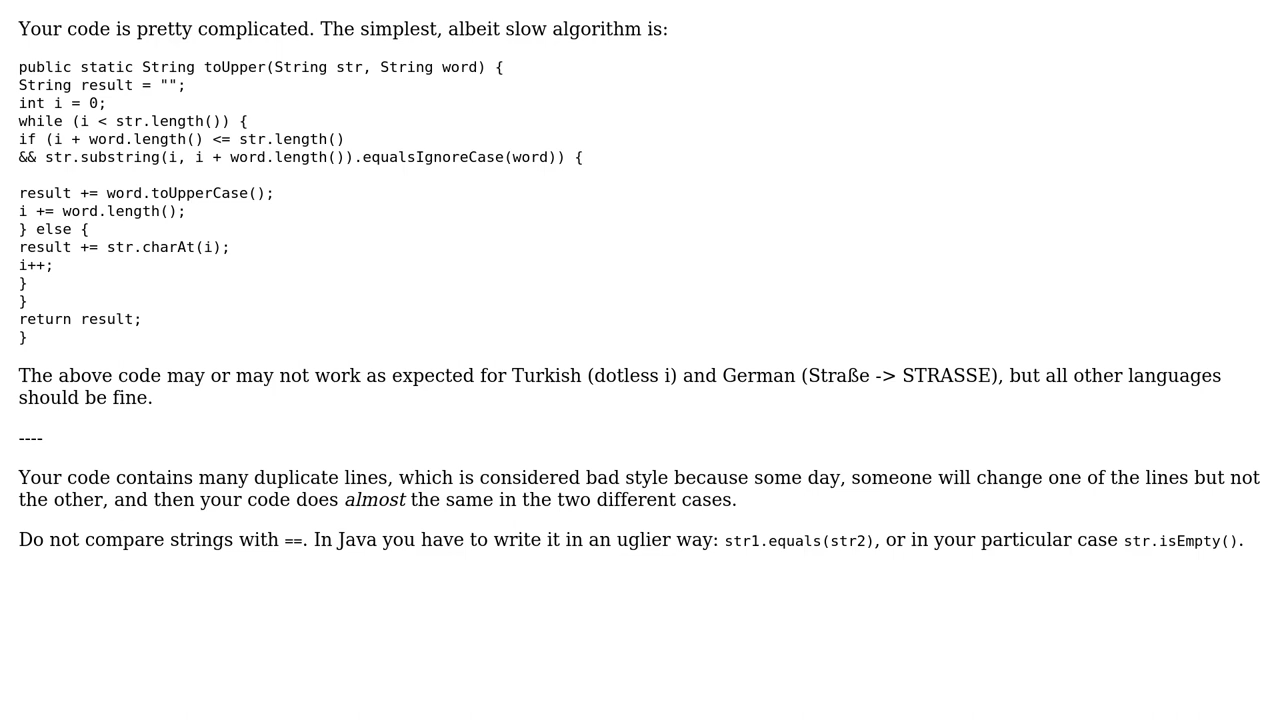 Your code is pretty complicated. The simplest, albeit slow algorithm is:
public static String toUpper(String str, String word) {
String result = "";
int i = 0;
while (i < str.length()) {
if (i + word.length() <= str.length()
&& str.substring(i, i + word.length()).equalsIgnoreCase(word)) {
result += word.toUpperCase();
i += word.length();
} else {
result += str.charAt(i);
i++;
}
}
return result;
}
The above code may or may not work as expected for Turkish (dotless i) and German (Straße -> STRASSE), but all other languages
should be fine.
----
Your code contains many duplicate lines, which is considered bad style because some day, someone will change one of the lines but not
the other, and then your code does almost the same in the two different cases.
Do not compare strings with ==. In Java you have to write it in an uglier way: str1.equals(str2), or in your particular case str.isEmpty().